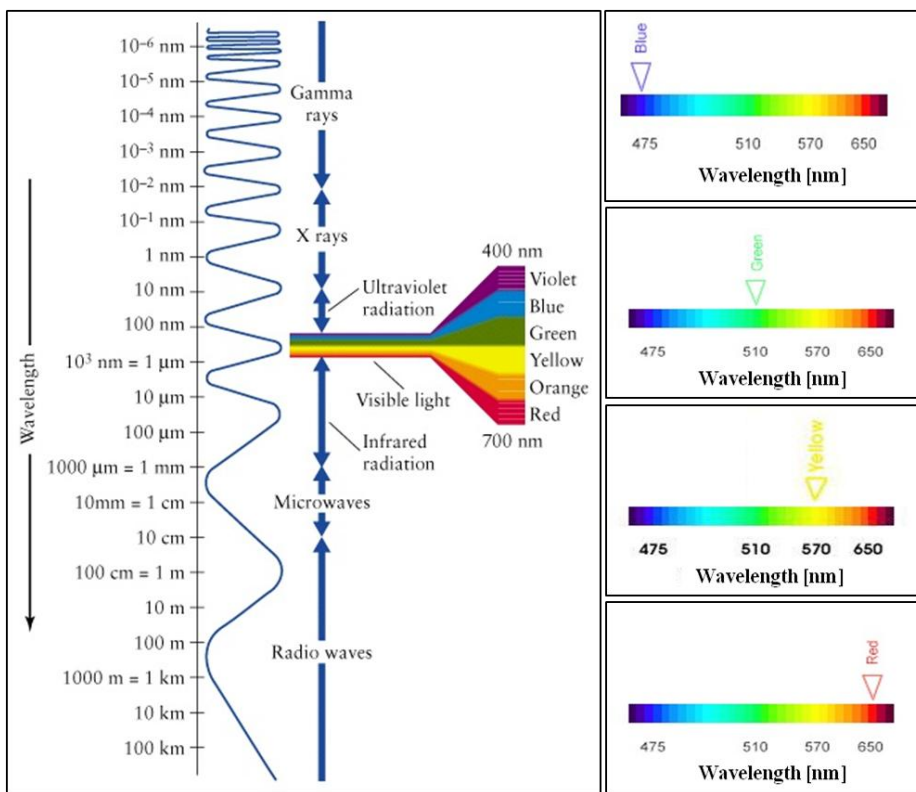 10⁻⁶ nm
10⁻⁵ nm
10⁻⁴ nm
10⁻³ nm
10⁻² nm
10⁻¹ nm
1 nm
10 nm
100 nm
10³ nm = 1 μm
10 μm
100 μm
1000 μm = 1 mm
10mm = 1 cm
10 cm
100 cm = 1 m
10 m
100 m
1000 m = 1 km
10 km
100 km
Wavelength
Gamma
rays
X rays
Ultraviolet
radiation
Visible light
Infrared
radiation
Microwaves
Radio waves
400 nm
Violet
Blue
Green
Yellow
Orange
Red
700 nm
Blue
475 510 570 650
Wavelength [nm]
Green
475 510 570 650
Wavelength [nm]
Yellow
475 510 570 650
Wavelength [nm]
Red
475 510 570 650
Wavelength [nm]